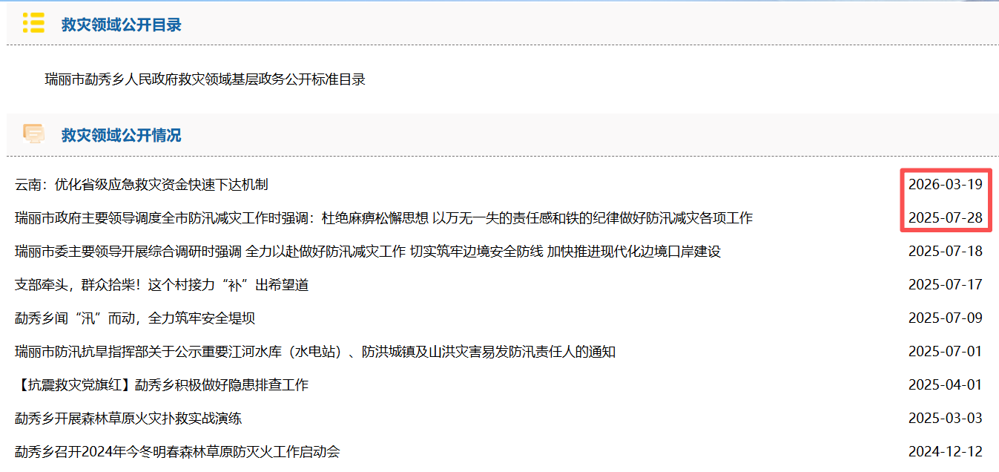 救灾领域公开目录
瑞丽市勐秀乡人民政府救灾领域基层政务公开标准目录
救灾领域公开情况
云南：优化省级应急救灾资金快速下达机制 2026-03-19
瑞丽市政府主要领导调度全市防汛减灾工作时强调：杜绝麻痹松懈思想 以万无一失的责任感和铁的纪律做好防汛减灾各项工作 2025-07-28
瑞丽市委主要领导开展综合调研时强调 全力以赴做好防汛减灾工作 切实筑牢边境安全防线 加快推进现代化边境口岸建设 2025-07-18
支部牵头，群众拾柴！这个村接力“补”出希望道 2025-07-17
勐秀乡闻“汛”而动，全力筑牢安全堤坝 2025-07-09
瑞丽市防汛抗旱指挥部关于公示重要江河水库（水电站）、防洪城镇及山洪灾害易发防汛责任人的通知 2025-07-01
【抗震救灾党旗红】勐秀乡积极做好隐患排查工作 2025-04-01
勐秀乡开展森林草原火灾扑救实战演练 2025-03-03
勐秀乡召开2024年今冬明春森林草原防灭火工作启动会 2024-12-12